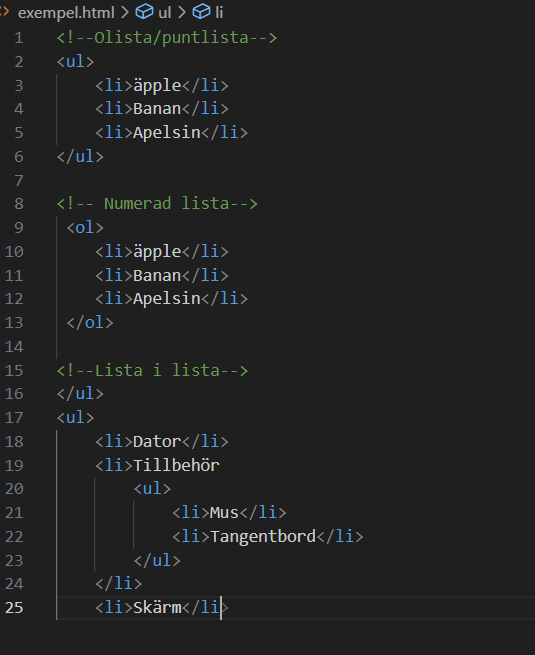 exempel.html > ul > li
1 <!--Olista/puntlista-->
2 <ul>
3 <li>äpple</li>
4 <li>Banan</li>
5 <li>Apelsin</li>
6 </ul>
7
8 <!-- Numerad lista-->
9 <ol>
10 <li>äpple</li>
11 <li>Banan</li>
12 <li>Apelsin</li>
13 </ol>
14
15 <!--Lista i lista-->
16 </ul>
17 <ul>
18 <li>Dator</li>
19 <li>Tillbehör
20 <ul>
21 <li>Mus</li>
22 <li>Tangentbord</li>
23 </ul>
24 </li>
25 <li>Skärm</li>